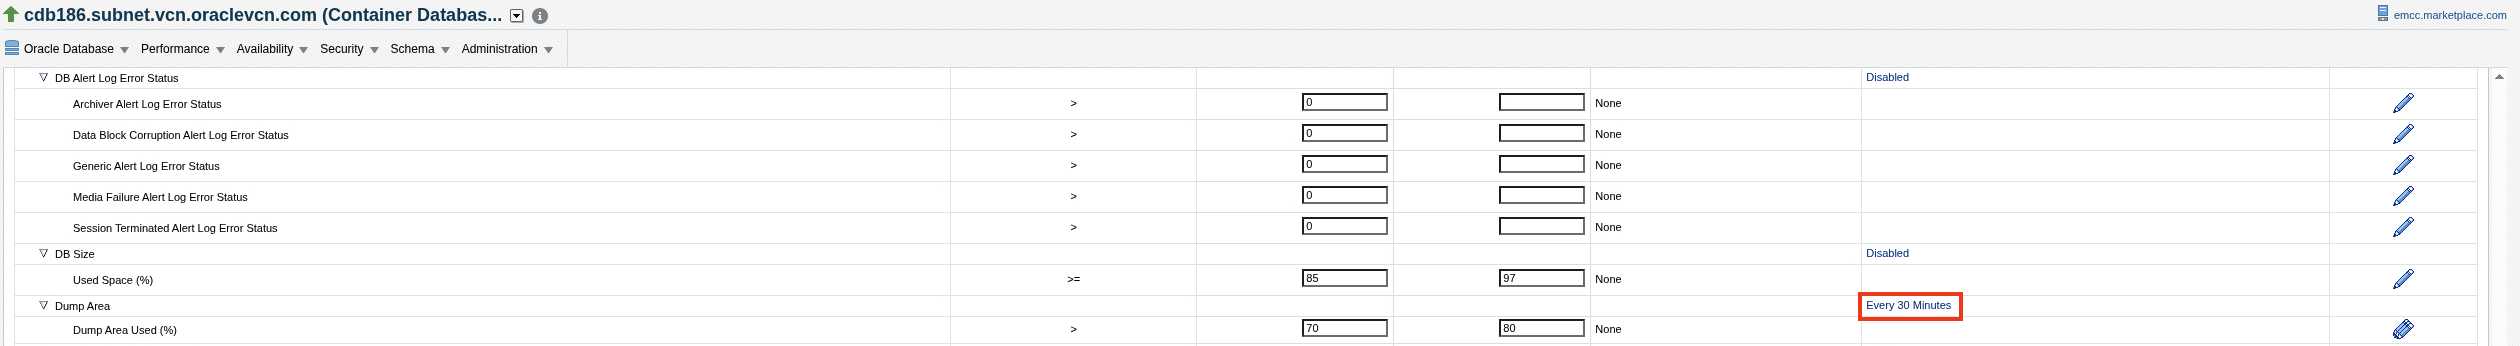 cdb186.subnet.vcn.oraclevcn.com (Container Databas...
emcc.marketplace.com
Oracle Database Performance Availability Security Schema Administration
DB Alert Log Error Status Disabled
Archiver Alert Log Error Status > 0 None
Data Block Corruption Alert Log Error Status > 0 None
Generic Alert Log Error Status > 0 None
Media Failure Alert Log Error Status > 0 None
Session Terminated Alert Log Error Status > 0 None
DB Size Disabled
Used Space (%) >= 85 97 None
Dump Area Every 30 Minutes
Dump Area Used (%) > 70 80 None